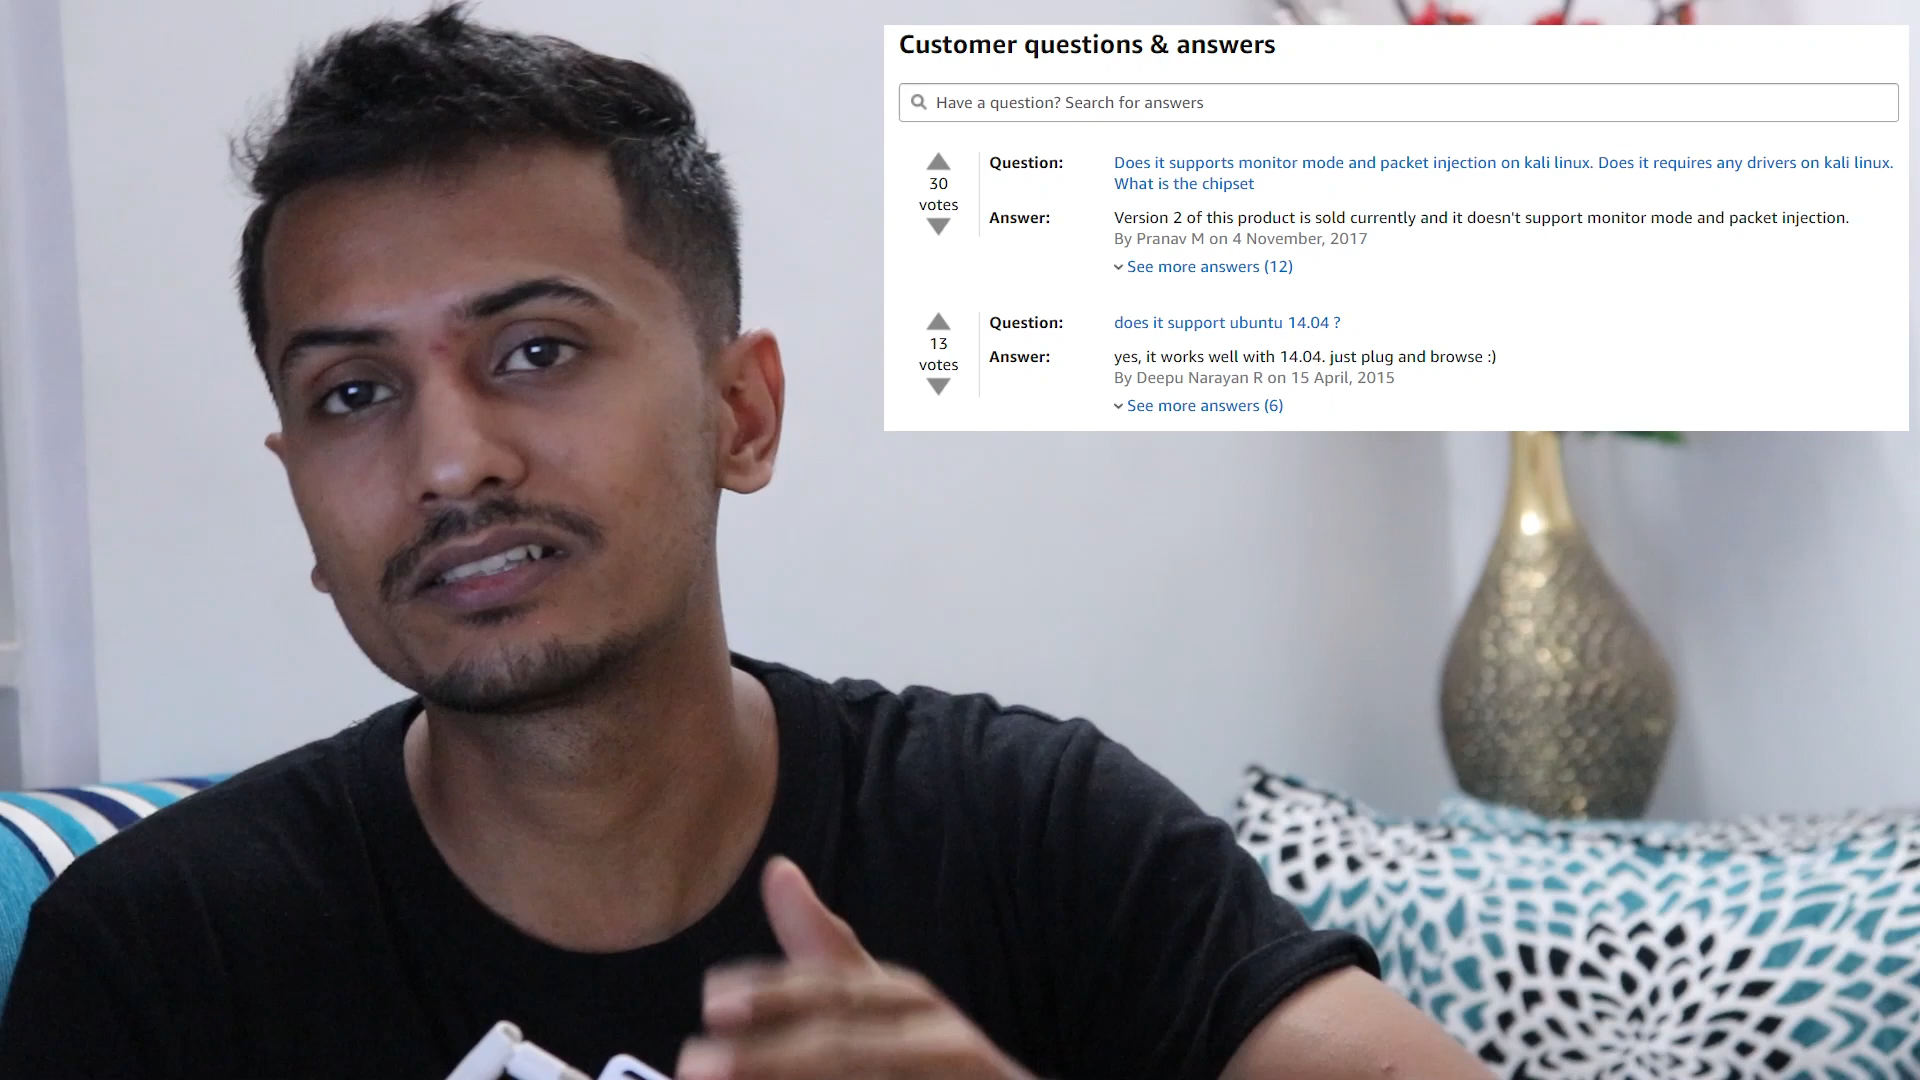 Customer questions & answers
Have a question? Search for answers
30
votes
Question:
Does it supports monitor mode and packet injection on kali linux. Does it requires any drivers on kali linux.
What is the chipset
Answer:
Version 2 of this product is sold currently and it doesn't support monitor mode and packet injection.
By Pranav M on 4 November, 2017
See more answers (12)
13
votes
Question:
does it support ubuntu 14.04 ?
Answer:
yes, it works well with 14.04. just plug and browse :)
By Deepu Narayan R on 15 April, 2015
See more answers (6)